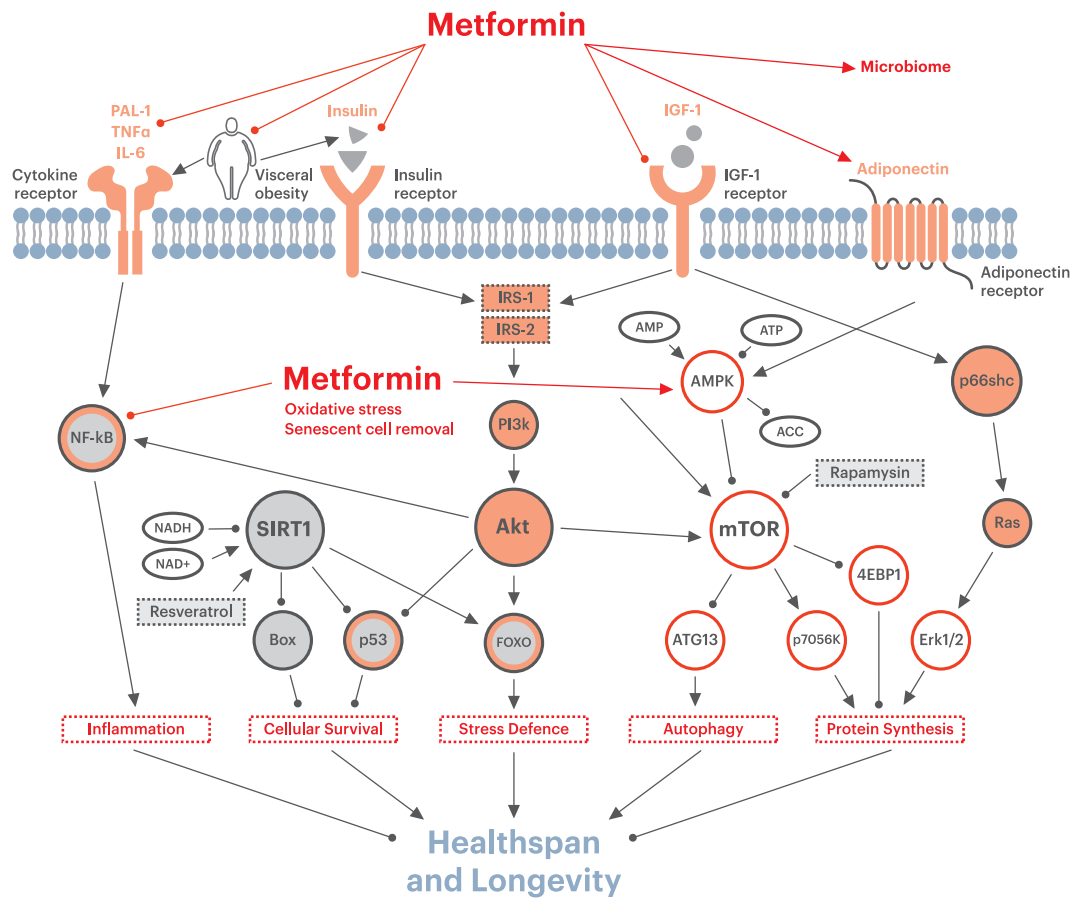 Metformin
Microbiome
PAL-1
TNFα
IL-6
Insulin
IGF-1
Adiponectin
Cytokine
receptor
Visceral
obesity
Insulin
receptor
IGF-1
receptor
Adiponectin
receptor
IRS-1
IRS-2
AMP
ATP
Metformin
Oxidative stress
Senescent cell removal
AMPK
p66shc
ACC
NF-kB
PI3k
Rapamysin
NADH
NAD+
SIRT1
Akt
mTOR
Ras
Resveratrol
4EBP1
Box
p53
FOXO
ATG13
p7056K
Erk1/2
Inflammation
Cellular Survival
Stress Defence
Autophagy
Protein Synthesis
Healthspan
and Longevity